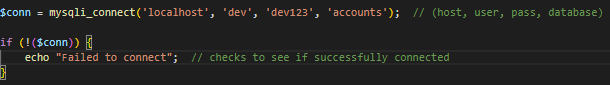 $conn = mysqli_connect('localhost', 'dev', 'dev123', 'accounts');  // (host, user, pass, database)
if (!($conn)) {
    echo "Failed to connect";  // checks to see if successfully connected
}